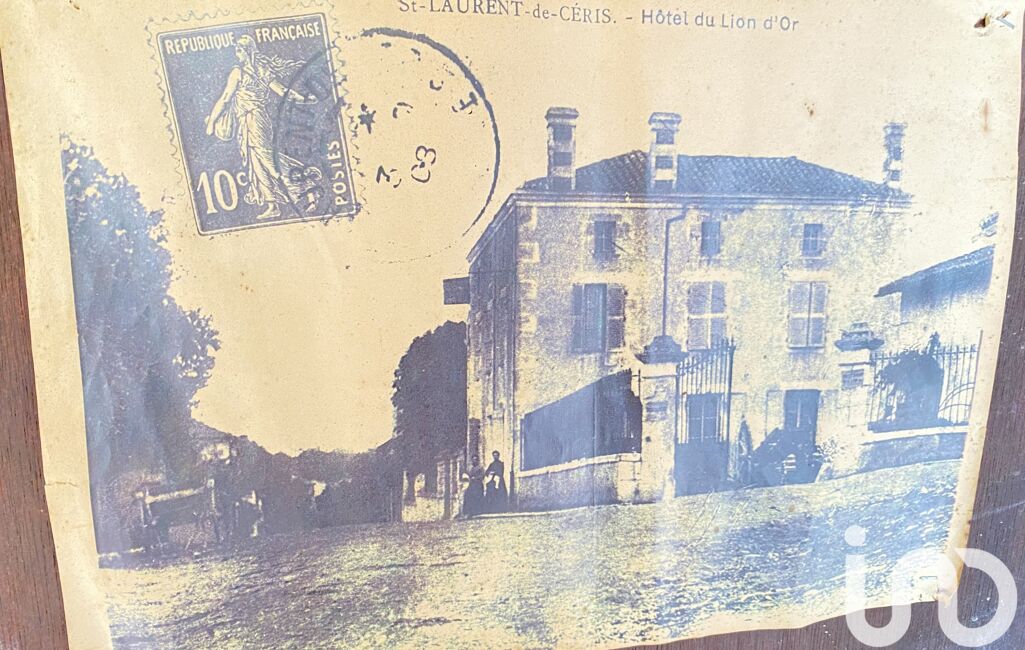 St-LAURENT-de-CÉRIS. - Hôtel du Lion d'Or
REPUBLIQUE FRANÇAISE
10c
POSTES